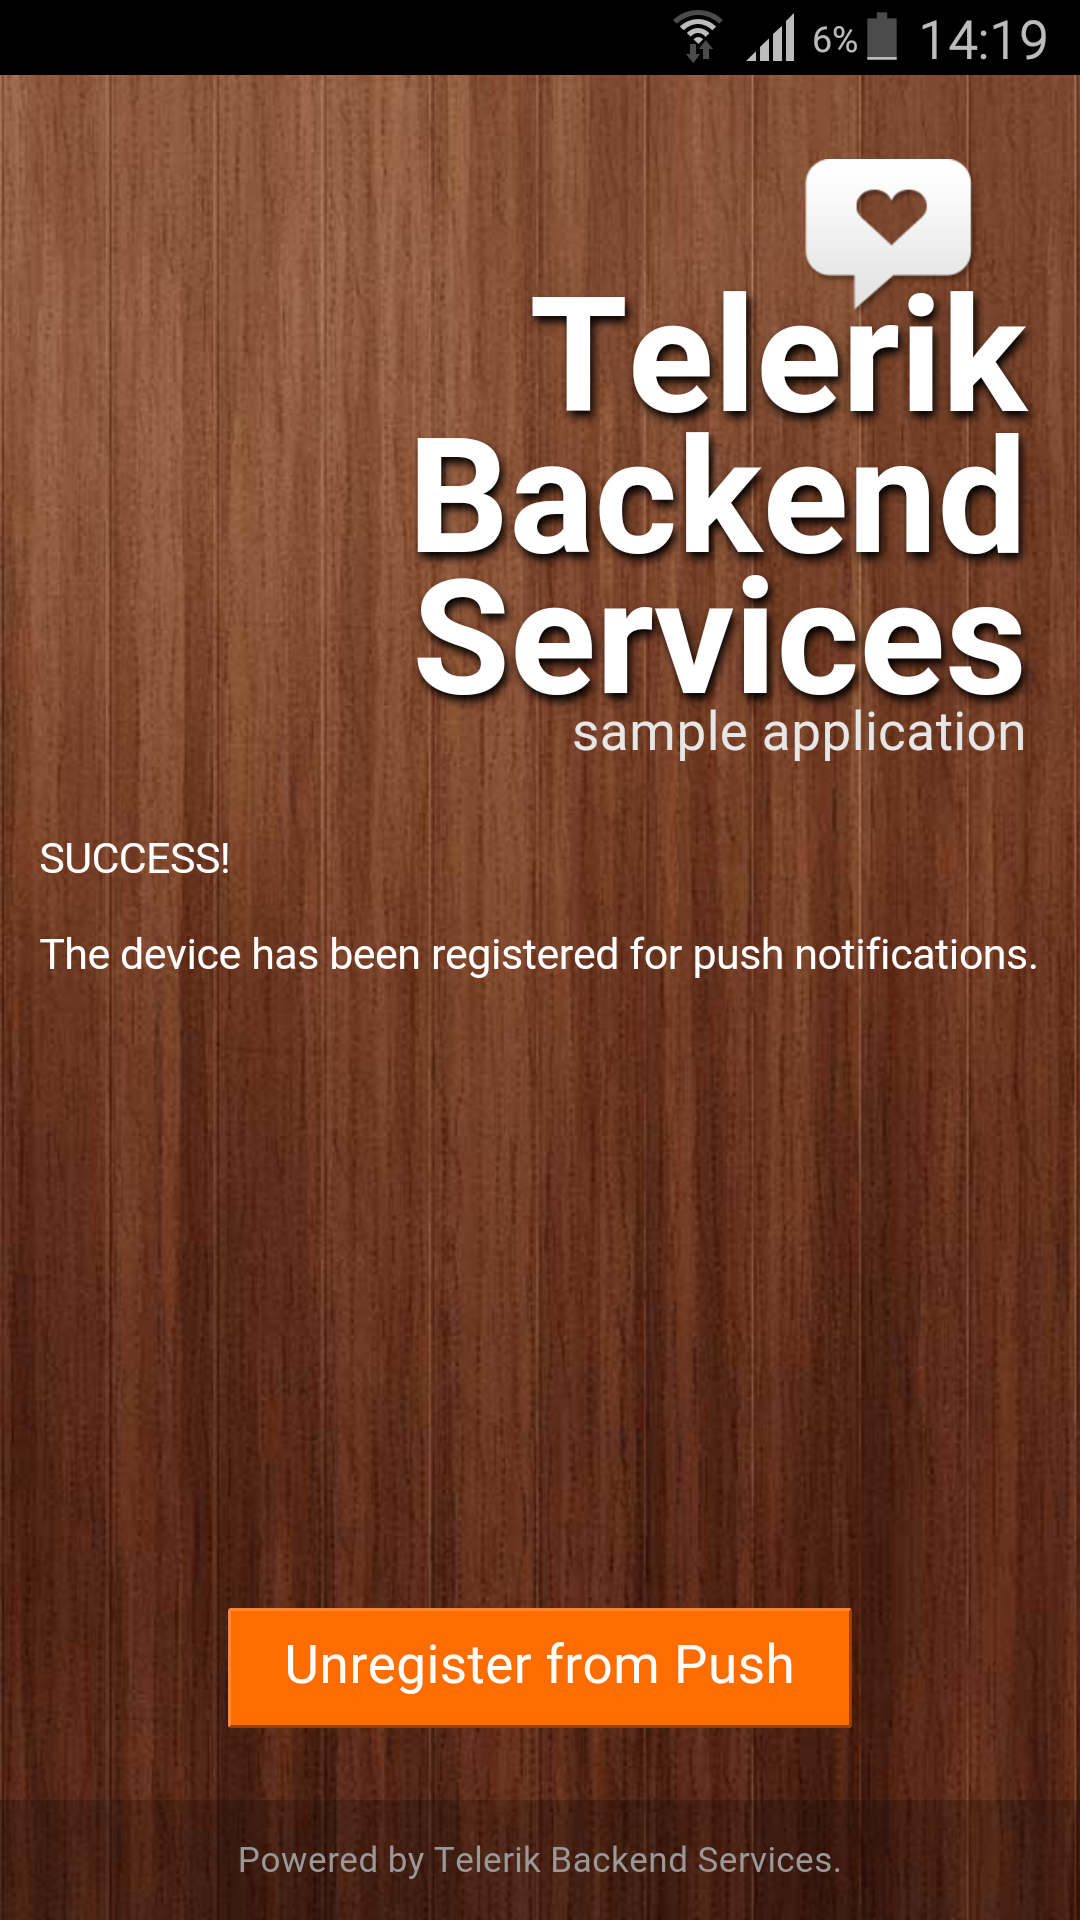 6% 14:19
Telerik
Backend
Services
sample application
SUCCESS!
The device has been registered for push notifications.
Unregister from Push
Powered by Telerik Backend Services.